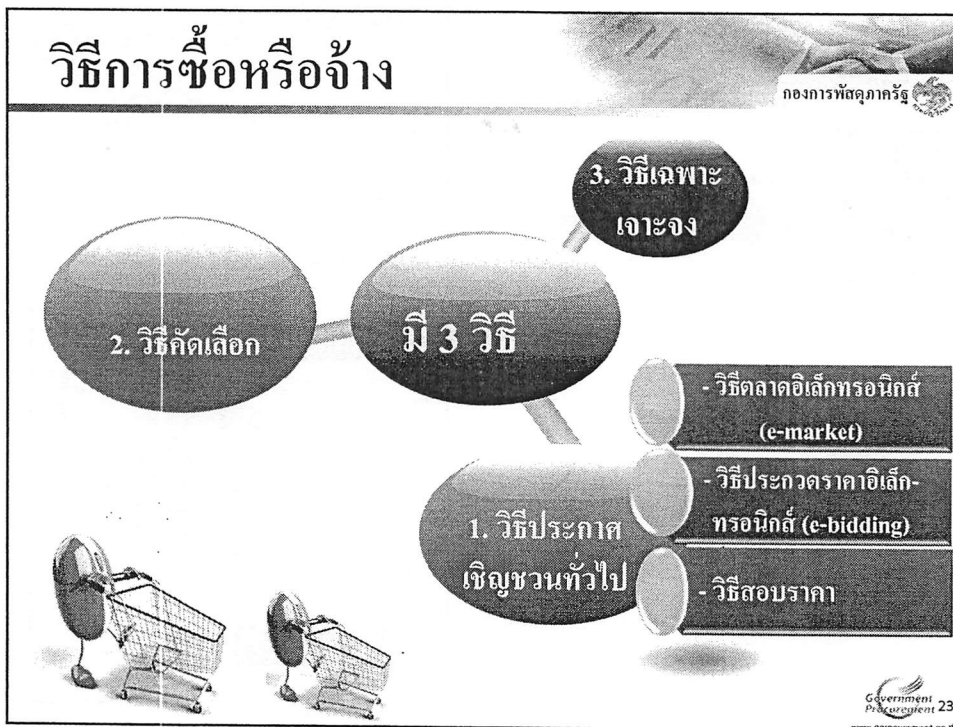 วิธีการซื้อหรือจ้าง
กองการพัสดุภาครัฐ
3. วิธีเฉพาะ
เจาะจง
2. วิธีคัดเลือก
มี 3 วิธี
1. วิธีประกาศ
เชิญชวนทั่วไป
- วิธีตลาดอิเล็กทรอนิกส์
(e-market)
- วิธีประกวดราคาอิเล็ก-
ทรอนิกส์ (e-bidding)
- วิธีสอบราคา
Government
Procurement 23